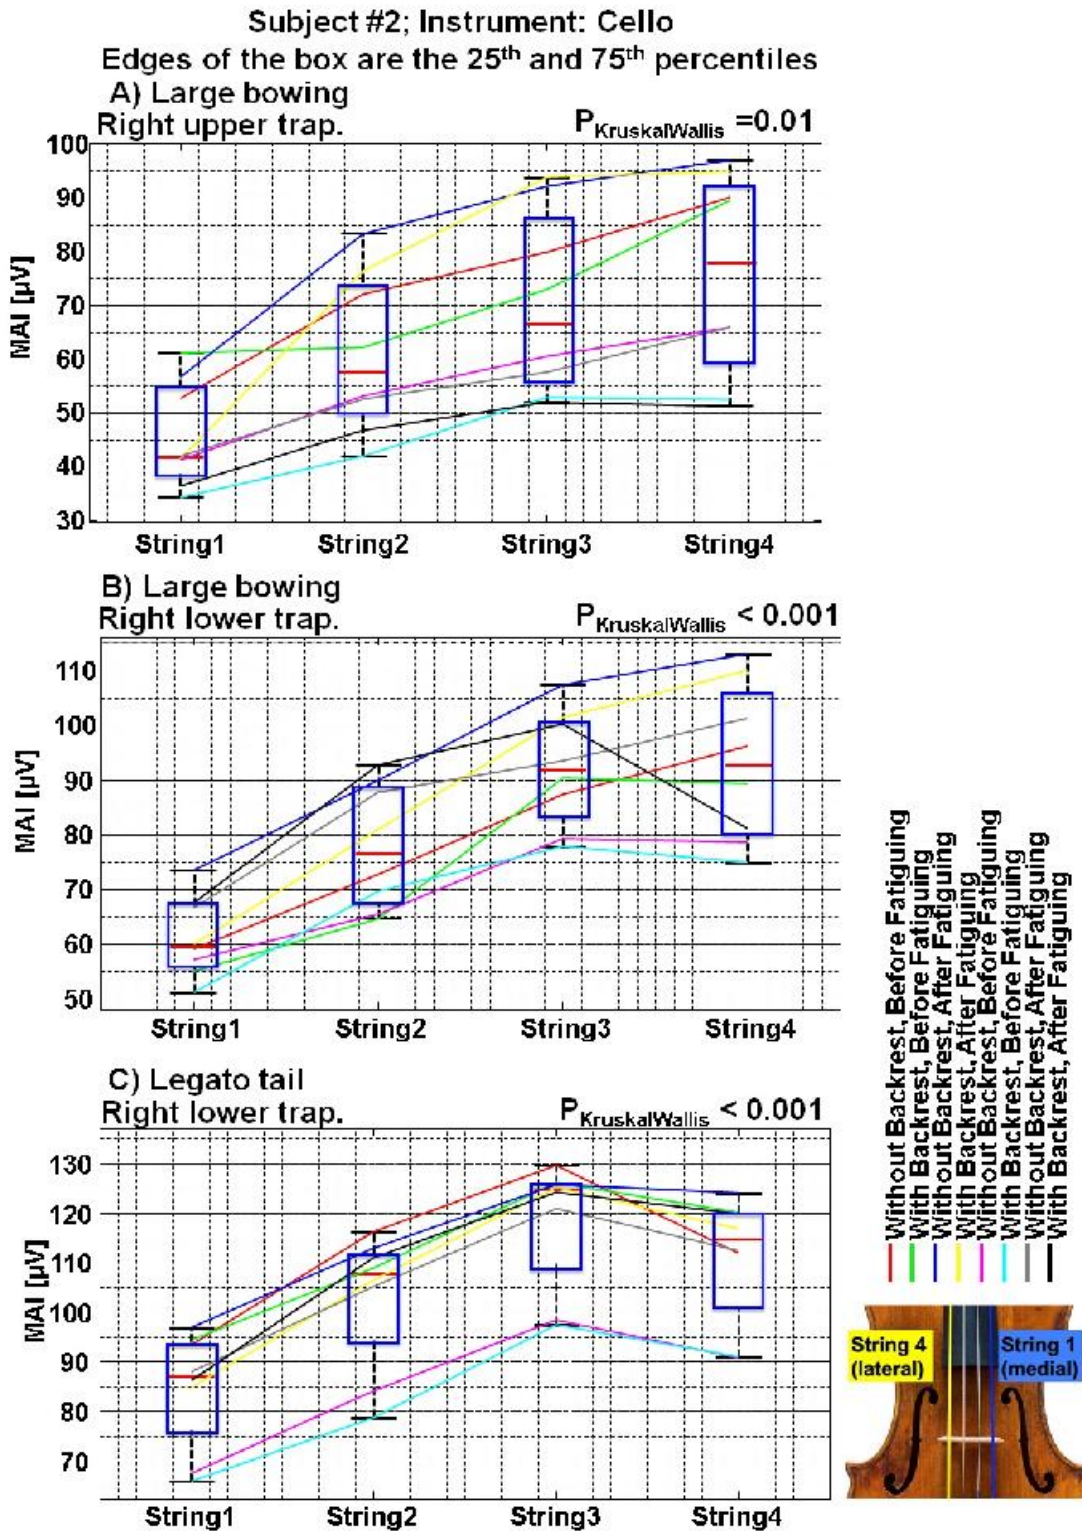 Subject #2; Instrument: Cello
Edges of the box are the 25th and 75th percentiles
A) Large bowing
Right upper trap.
PKruskalWallis =0.01
MAI [µV]
100
90
80
70
60
50
40
30
String1
String2
String3
String4
B) Large bowing
Right lower trap.
PKruskalWallis < 0.001
MAI [µV]
110
100
90
80
70
60
50
String1
String2
String3
String4
C) Legato tail
Right lower trap.
PKruskalWallis < 0.001
MAI [µV]
130
120
110
100
90
80
70
String1
String2
String3
String4
Without Backrest, Before Fatiguing
With Backrest, Before Fatiguing
Without Backrest, After Fatiguing
With Backrest, After Fatiguing
Without Backrest, Before Fatiguing
With Backrest, Before Fatiguing
Without Backrest, After Fatiguing
With Backrest, After Fatiguing
String 4
(lateral)
String 1
(medial)